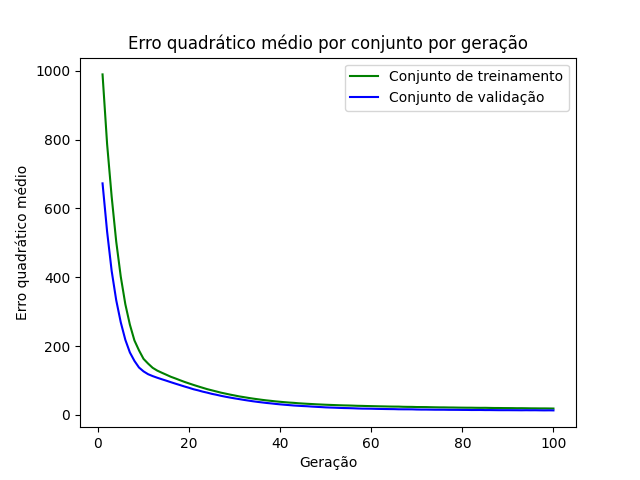 Erro quadrático médio por conjunto por geração
Conjunto de treinamento
Conjunto de validação
Erro quadrático médio
1000
800
600
400
200
0
0 20 40 60 80 100
Geração